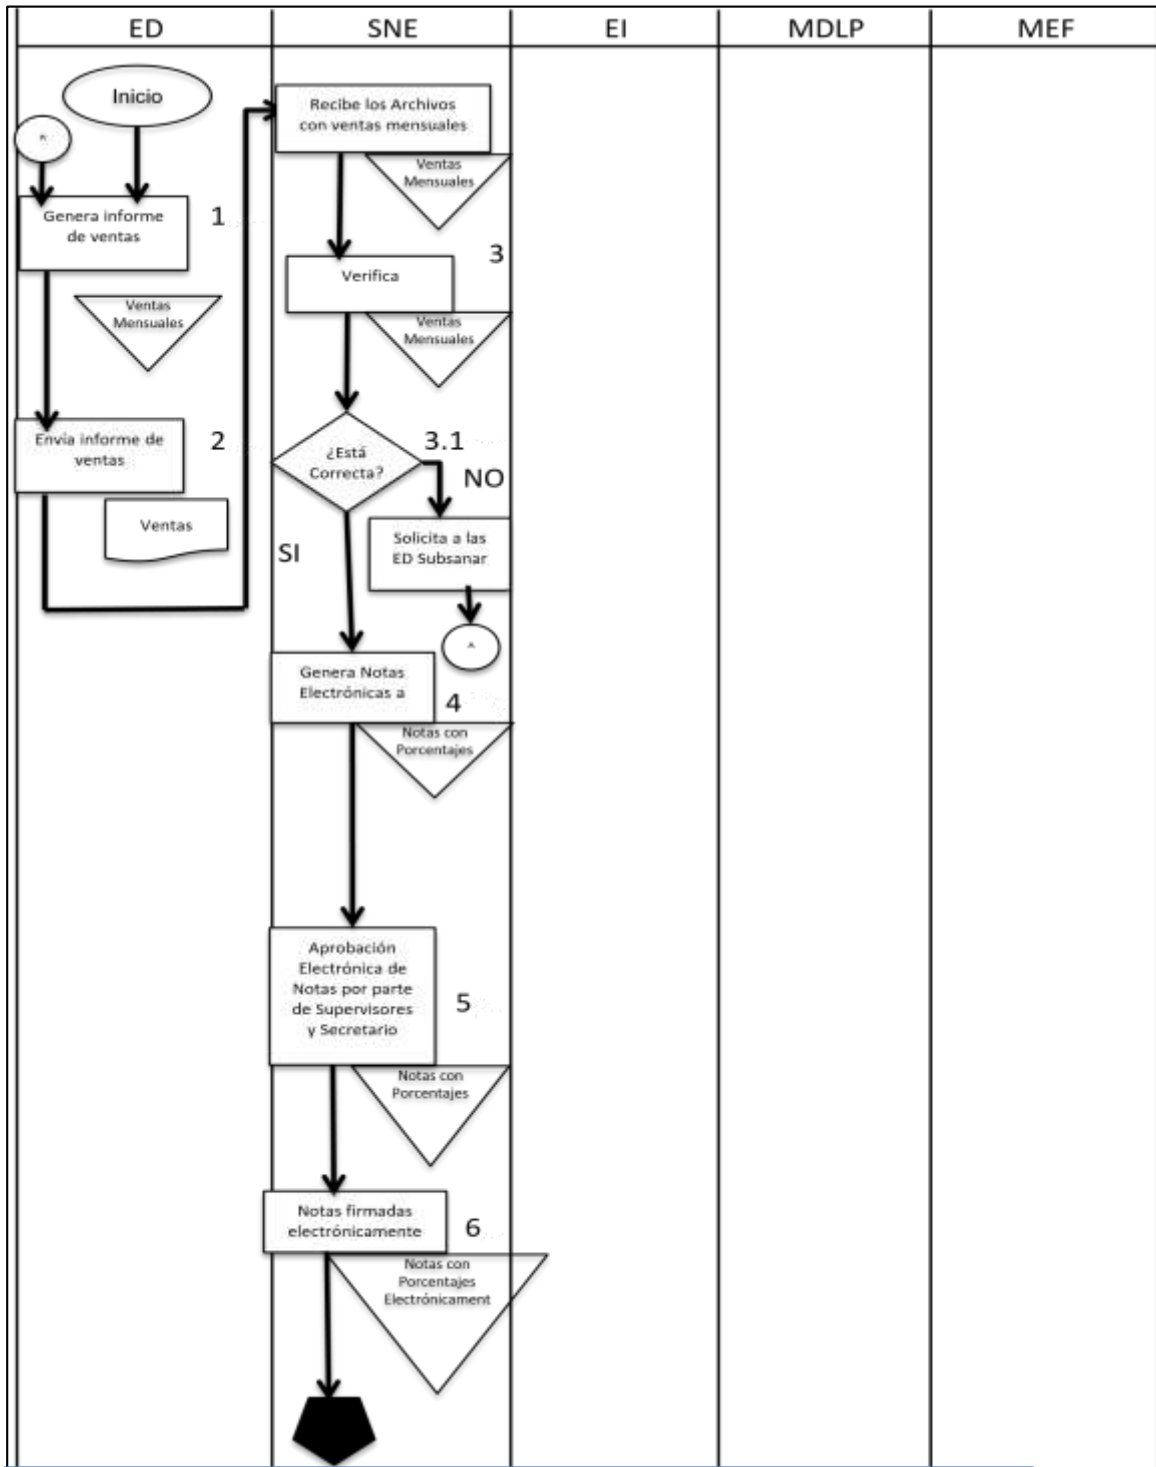 ED
SNE
EI
MDLP
MEF
Inicio
^
Genera informe
de ventas
1
Ventas
Mensuales
Envía informe de
ventas
2
Ventas
Recibe los Archivos
con ventas mensuales
Ventas
Mensuales
3
Verifica
Ventas
Mensuales
¿Está
Correcta?
3.1
NO
Solicita a las
ED Subsanar
^
SI
Genera Notas
Electrónicas a
4
Notas con
Porcentajes
Aprobación
Electrónica de
Notas por parte
de Supervisores
y Secretario
5
Notas con
Porcentajes
Notas firmadas
electrónicamente
6
Notas con
Porcentajes
Electrónicament